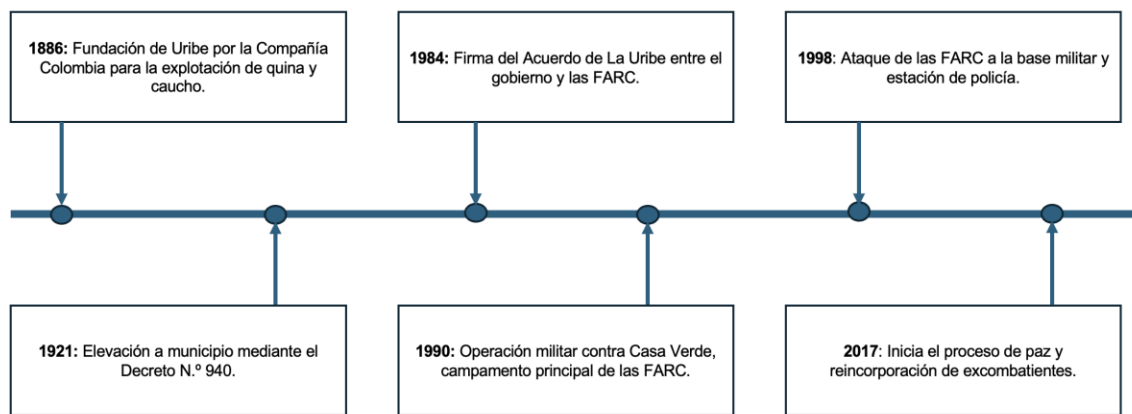 1886: Fundación de Uribe por la Compañía
Colombia para la explotación de quina y
caucho.
1984: Firma del Acuerdo de La Uribe entre el
gobierno y las FARC.
1998: Ataque de las FARC a la base militar y
estación de policía.
1921: Elevación a municipio mediante el
Decreto N.º 940.
1990: Operación militar contra Casa Verde,
campamento principal de las FARC.
2017: Inicia el proceso de paz y
reincorporación de excombatientes.